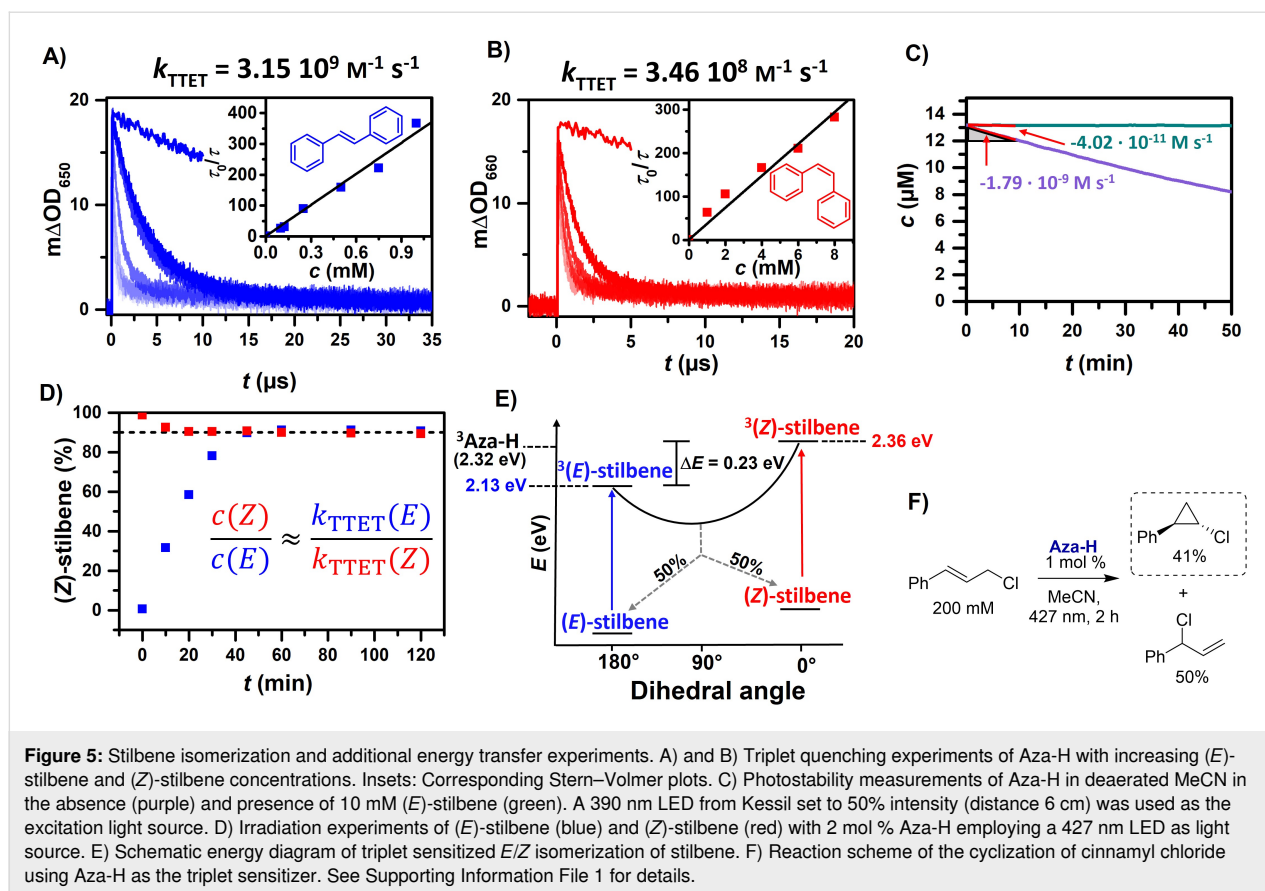 A)
k_TTET = 3.15 10⁹ M⁻¹ s⁻¹
mΔOD₆₅₀
20
10
0
τ₀/τ
400
300
200
100
0
0.0 0.3 0.6 0.9
c (mM)
0 5 10 15 20 25 30 35
t (µs)
B)
k_TTET = 3.46 10⁸ M⁻¹ s⁻¹
mΔOD₆₆₀
20
10
0
τ₀/τ
300
200
100
0
0 2 4 6 8
c (mM)
0 5 10 15 20
t (µs)
C)
c (µM)
14
12
10
8
6
4
2
0
-4.02 · 10⁻¹¹ M s⁻¹
-1.79 · 10⁻⁹ M s⁻¹
0 10 20 30 40 50
t (min)
D)
(Z)-stilbene (%)
100
80
60
40
20
0
c(Z)/c(E) ≈ k_TTET(E)/k_TTET(Z)
0 20 40 60 80 100 120
t (min)
E)
E (eV)
³Aza-H
(2.32 eV)
2.13 eV
³(E)-stilbene
ΔE = 0.23 eV
³(Z)-stilbene
2.36 eV
50% 50%
(E)-stilbene
(Z)-stilbene
180° 90° 0°
Dihedral angle
F)
Ph Cl
200 mM
Aza-H
1 mol %
MeCN,
427 nm, 2 h
Ph Cl
41%
+
Cl
Ph
50%
Figure 5: Stilbene isomerization and additional energy transfer experiments. A) and B) Triplet quenching experiments of Aza-H with increasing (E)-
stilbene and (Z)-stilbene concentrations. Insets: Corresponding Stern–Volmer plots. C) Photostability measurements of Aza-H in deaerated MeCN in
the absence (purple) and presence of 10 mM (E)-stilbene (green). A 390 nm LED from Kessil set to 50% intensity (distance 6 cm) was used as the
excitation light source. D) Irradiation experiments of (E)-stilbene (blue) and (Z)-stilbene (red) with 2 mol % Aza-H employing a 427 nm LED as light
source. E) Schematic energy diagram of triplet sensitized E/Z isomerization of stilbene. F) Reaction scheme of the cyclization of cinnamyl chloride
using Aza-H as the triplet sensitizer. See Supporting Information File 1 for details.